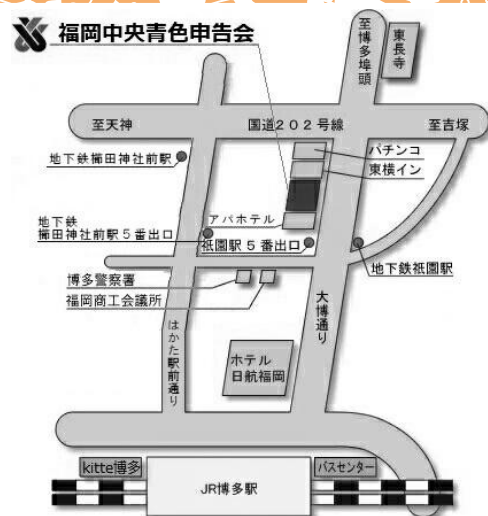 福岡中央青色申告会
至博多埠頭
東長寺
至天神
国道202号線
至吉塚
地下鉄櫛田神社前駅
パチンコ
東横イン
地下鉄
櫛田神社前駅5番出口
アパホテル
祇園駅5番出口
地下鉄祇園駅
博多警察署
福岡商工会議所
はかた駅前通り
大博通り
ホテル
日航福岡
kitte博多
バスセンター
JR博多駅